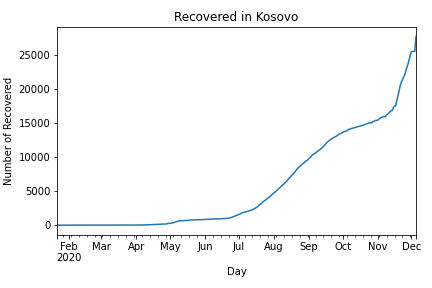 Recovered in Kosovo
Number of Recovered
25000
20000
15000
10000
5000
0
Feb Mar Apr May Jun Jul Aug Sep Oct Nov Dec
2020
Day